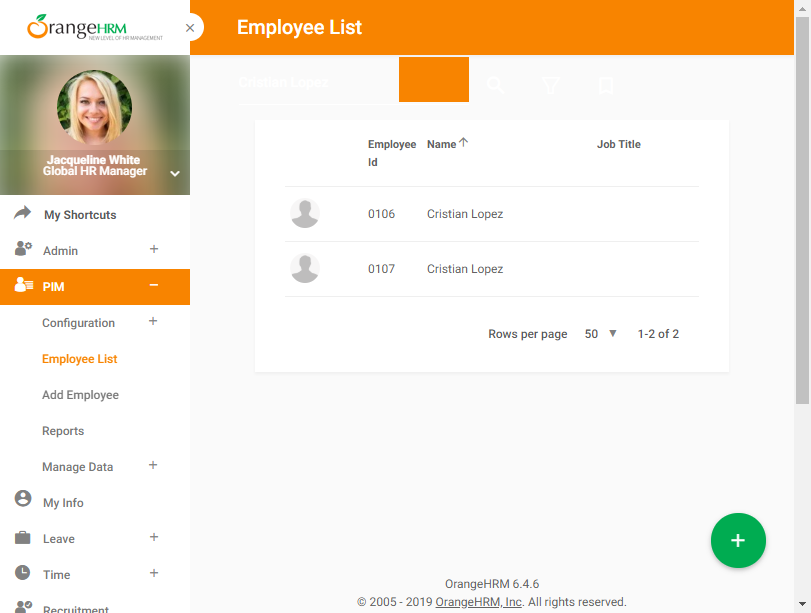 OrangeHRM
NEW LEVEL OF HR MANAGEMENT
Employee List
Jacqueline White
Global HR Manager
Cristian Lopez
My Shortcuts
Admin
PIM
Configuration
Employee List
Add Employee
Reports
Manage Data
My Info
Leave
Time
Recruitment
Employee Id Name Job Title
0106 Cristian Lopez
0107 Cristian Lopez
Rows per page 50 1-2 of 2
OrangeHRM 6.4.6
© 2005 - 2019 OrangeHRM, Inc. All rights reserved.